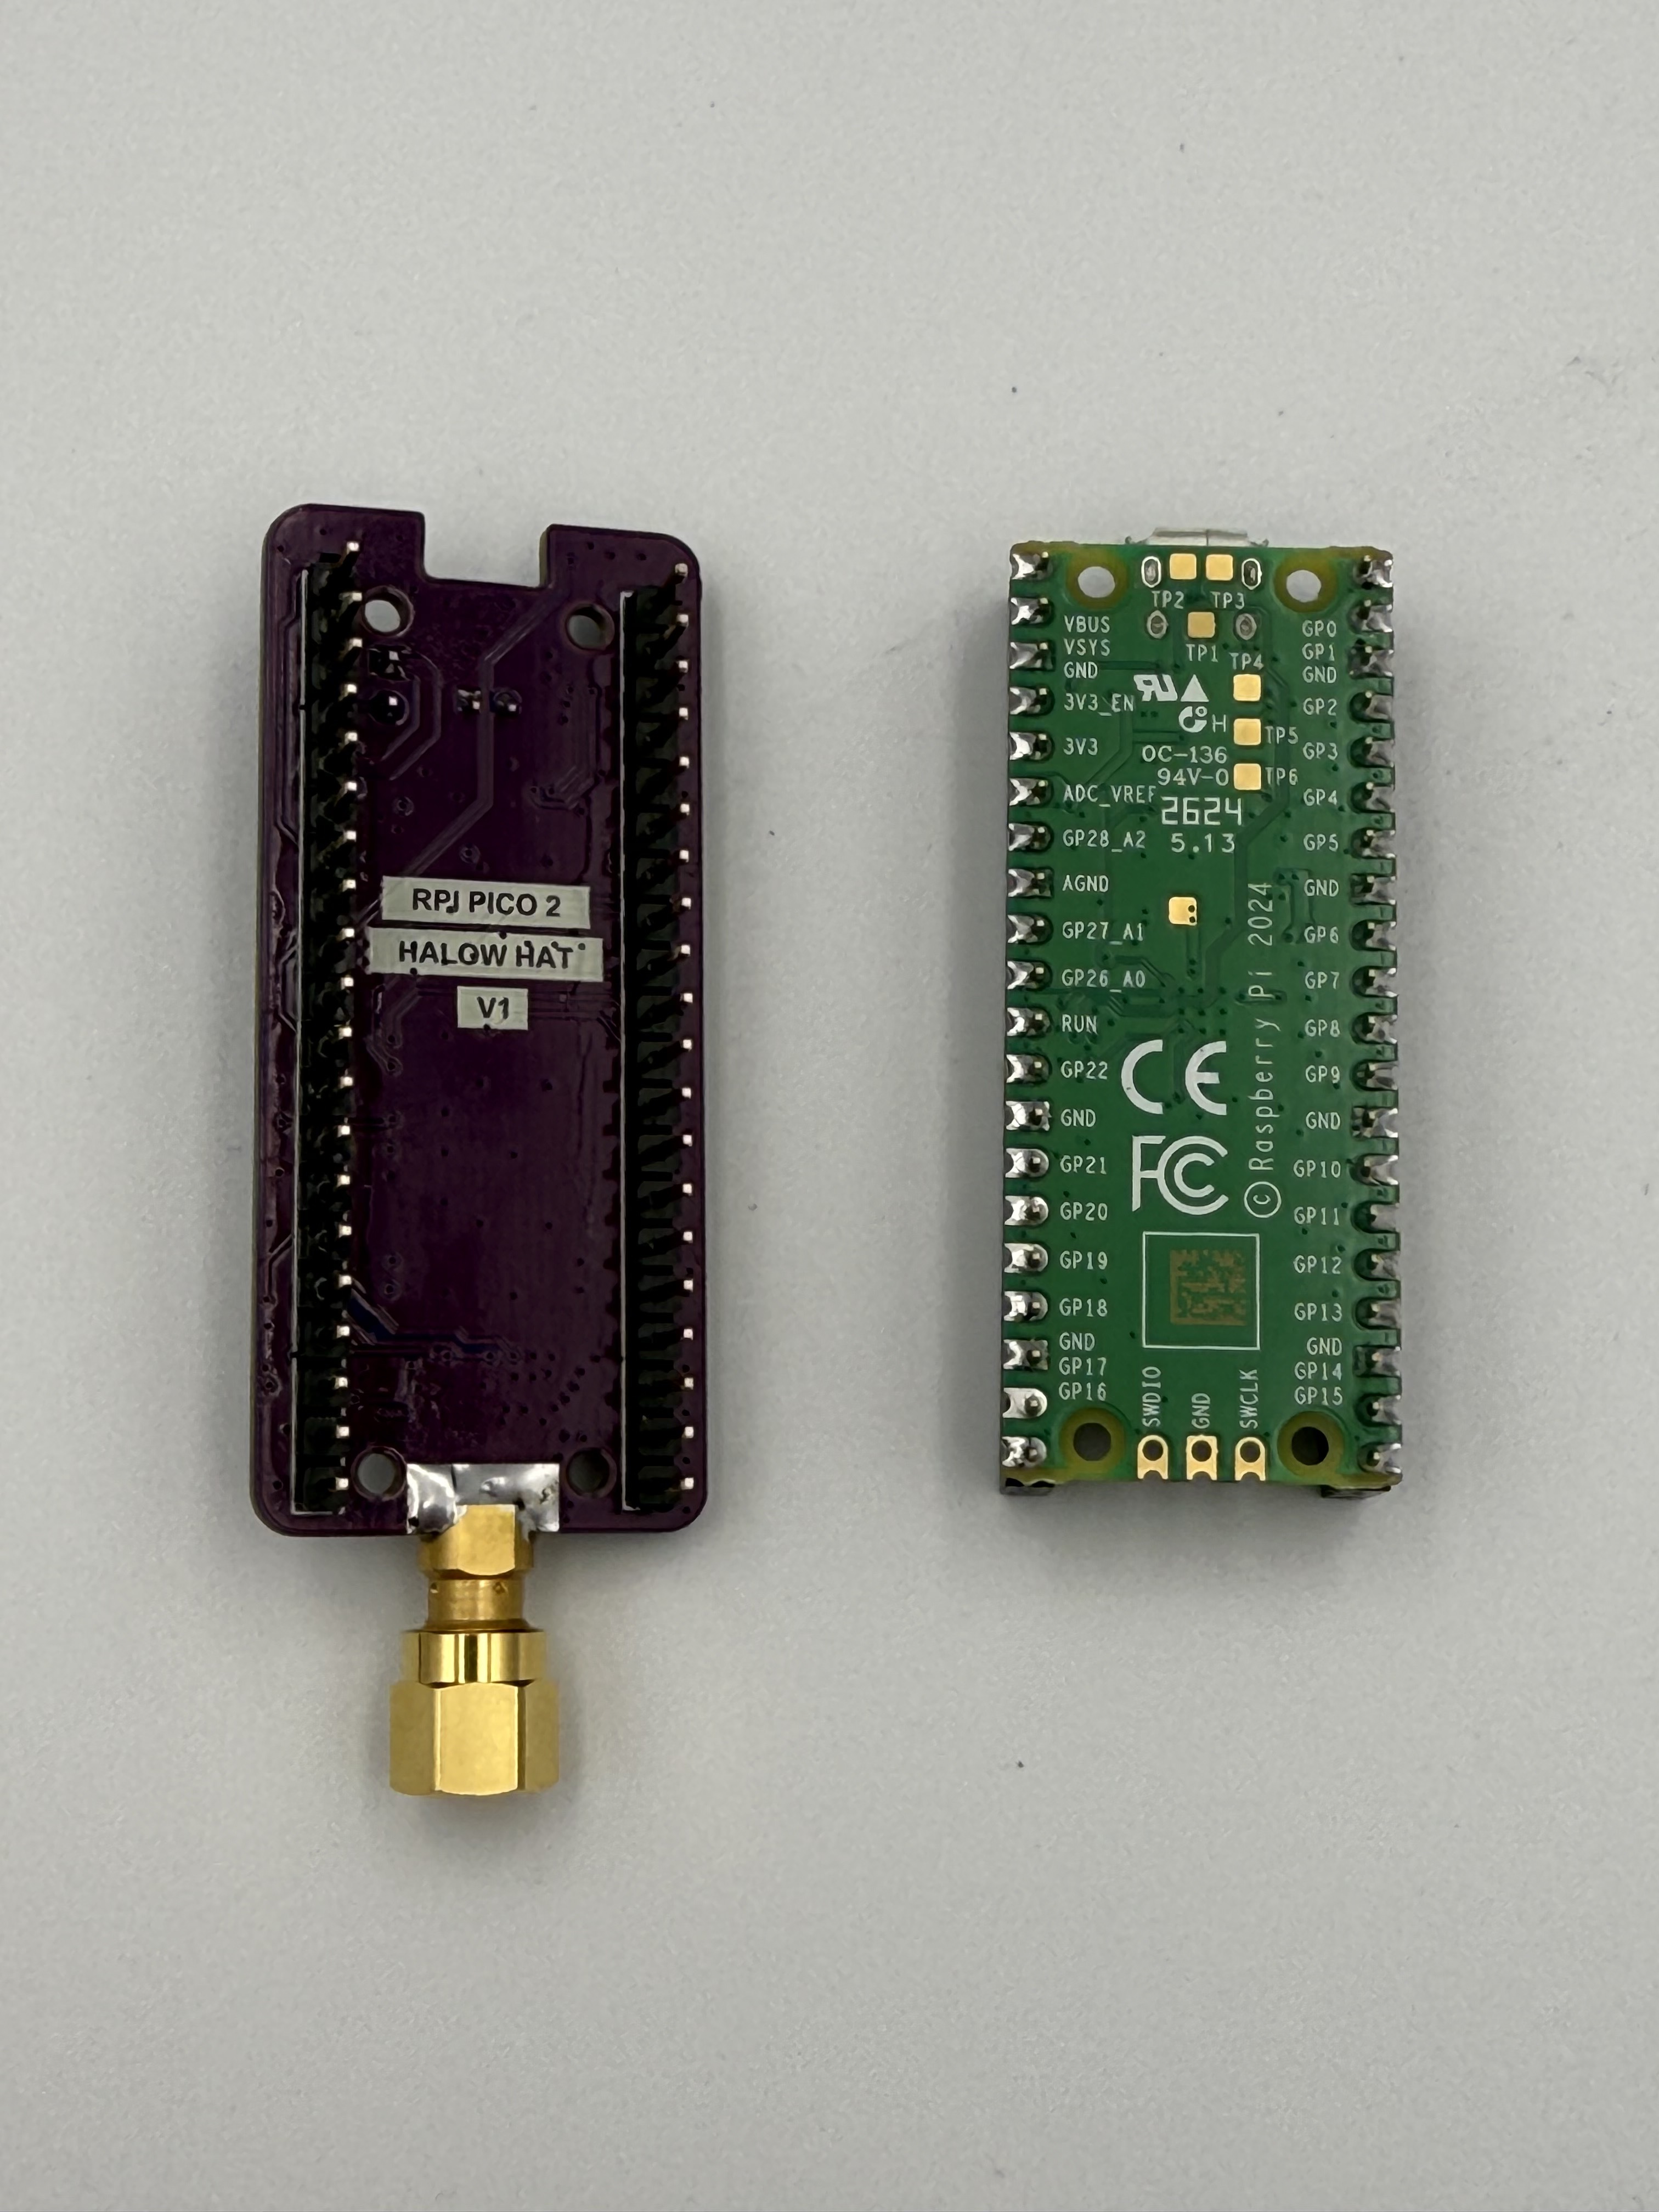 RPI PICO 2
HALOW HAT
V1
TP2
TP3
TP1
TP4
TP5
TP6
VBUS
VSYS
GND
3V3_EN
3V3
ADC_VREF
GP28_A2
AGND
GP27_A1
GP26_A0
RUN
GP22
GND
GP21
GP20
GP19
GP18
GND
GP17
GP16
H
OC-136
94V-0
2624
5.13
CE
FC
© Raspberry Pi 2024
SWDIO
GND
SWCLK
GP0
GP1
GND
GP2
GP3
GP4
GP5
GND
GP6
GP7
GP8
GP9
GND
GP10
GP11
GP12
GP13
GND
GP14
GP15